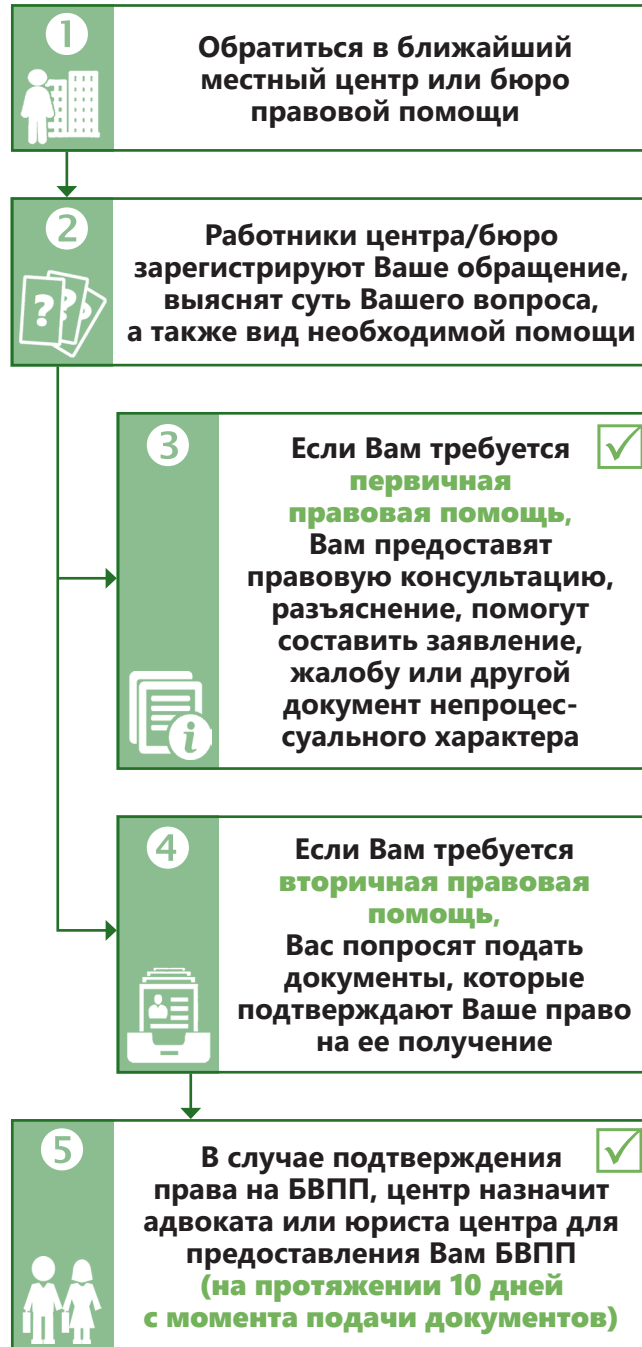 1
Обратиться в ближайший
местный центр или бюро
правовой помощи
2
Работники центра/бюро
зарегистрируют Ваше обращение,
выяснят суть Вашего вопроса,
а также вид необходимой помощи
? ? ?
3
Если Вам требуется
первичная
правовая помощь,
Вам предоставят
правовую консультацию,
разъяснение, помогут
составить заявление,
жалобу или другой
документ непроцес-
суального характера
i
4
Если Вам требуется
вторичная правовая
помощь,
Вас попросят подать
документы, которые
подтверждают Ваше право
на ее получение
5
В случае подтверждения
права на БВПП, центр назначит
адвоката или юриста центра для
предоставления Вам БВПП
(на протяжении 10 дней
с момента подачи документов)